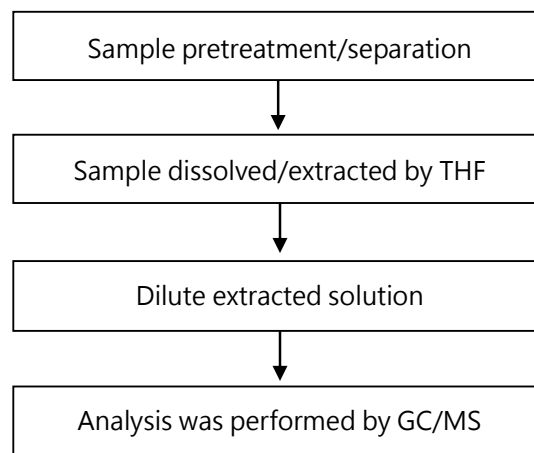 Sample pretreatment/separation
Sample dissolved/extracted by THF
Dilute extracted solution
Analysis was performed by GC/MS